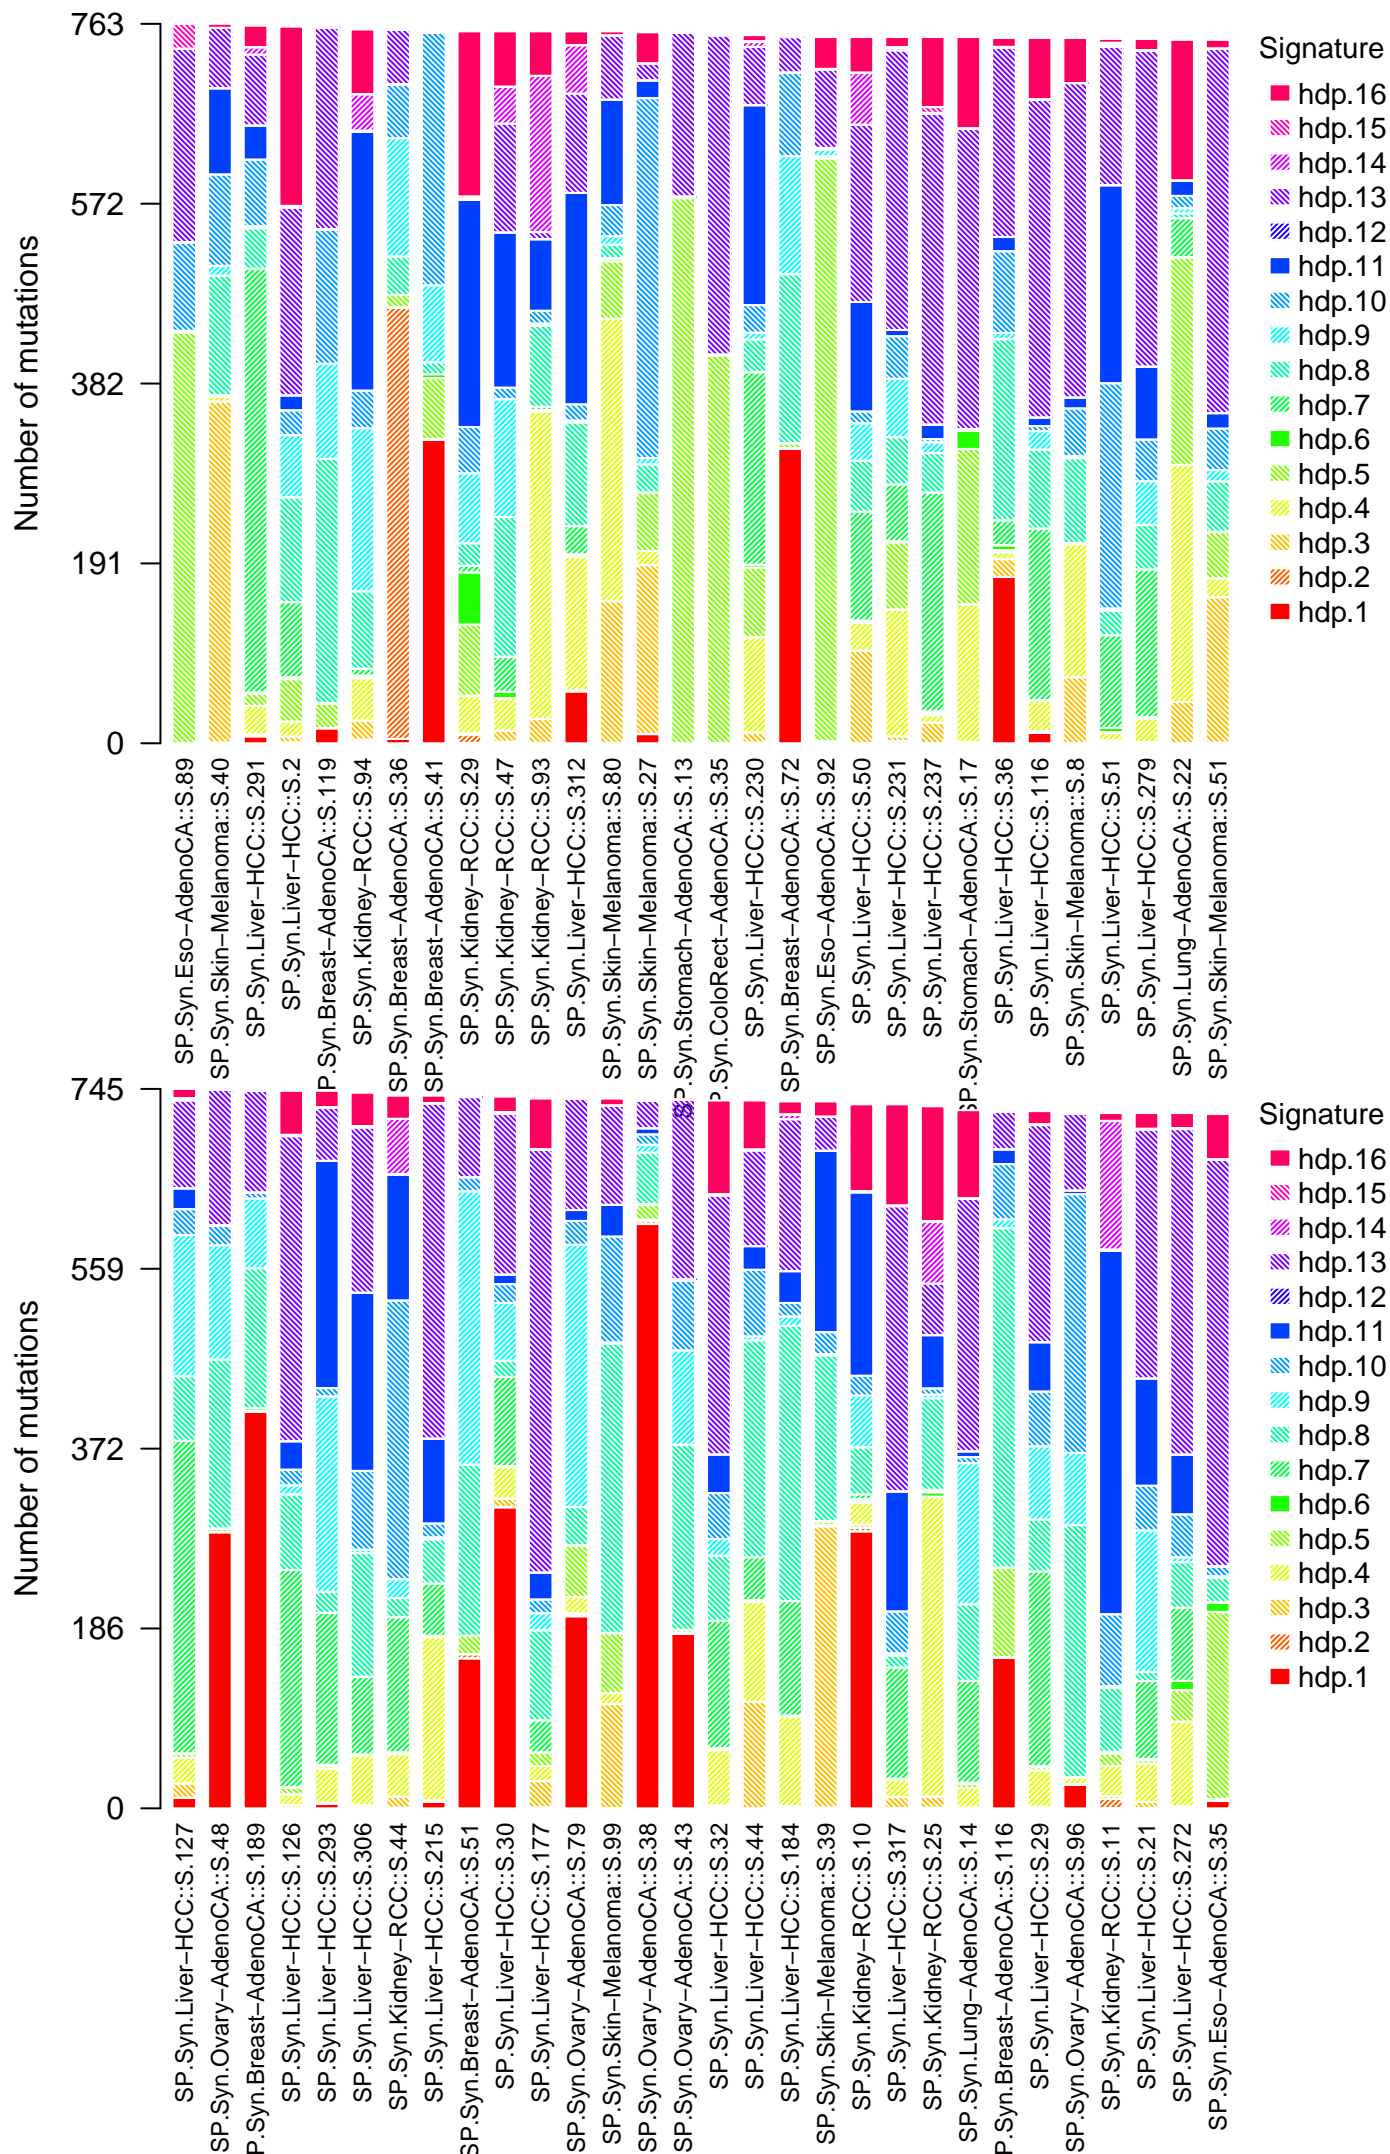 Number of mutations
763
572
382
191
0
Signature
hdp.16
hdp.15
hdp.14
hdp.13
hdp.12
hdp.11
hdp.10
hdp.9
hdp.8
hdp.7
hdp.6
hdp.5
hdp.4
hdp.3
hdp.2
hdp.1
SP.Syn.Eso−AdenoCA::S.89
SP.Syn.Skin−Melanoma::S.40
SP.Syn.Liver−HCC::S.291
SP.Syn.Liver−HCC::S.2
P.Syn.Breast−AdenoCA::S.119
SP.Syn.Kidney−RCC::S.94
SP.Syn.Breast−AdenoCA::S.36
SP.Syn.Breast−AdenoCA::S.41
SP.Syn.Kidney−RCC::S.29
SP.Syn.Kidney−RCC::S.47
SP.Syn.Kidney−RCC::S.93
SP.Syn.Liver−HCC::S.312
SP.Syn.Skin−Melanoma::S.80
SP.Syn.Skin−Melanoma::S.27
SP.Syn.Stomach−AdenoCA::S.13
P.Syn.ColoRect−AdenoCA::S.35
SP.Syn.Liver−HCC::S.230
SP.Syn.Breast−AdenoCA::S.72
SP.Syn.Eso−AdenoCA::S.92
SP.Syn.Liver−HCC::S.50
SP.Syn.Liver−HCC::S.231
SP.Syn.Liver−HCC::S.237
SP.Syn.Stomach−AdenoCA::S.17
SP.Syn.Liver−HCC::S.36
SP.Syn.Liver−HCC::S.116
SP.Syn.Skin−Melanoma::S.8
SP.Syn.Liver−HCC::S.51
SP.Syn.Liver−HCC::S.279
SP.Syn.Lung−AdenoCA::S.22
SP.Syn.Skin−Melanoma::S.51
Number of mutations
745
559
372
186
0
Signature
hdp.16
hdp.15
hdp.14
hdp.13
hdp.12
hdp.11
hdp.10
hdp.9
hdp.8
hdp.7
hdp.6
hdp.5
hdp.4
hdp.3
hdp.2
hdp.1
SP.Syn.Liver−HCC::S.127
SP.Syn.Ovary−AdenoCA::S.48
P.Syn.Breast−AdenoCA::S.189
SP.Syn.Liver−HCC::S.126
SP.Syn.Liver−HCC::S.293
SP.Syn.Liver−HCC::S.306
SP.Syn.Kidney−RCC::S.44
SP.Syn.Liver−HCC::S.215
SP.Syn.Breast−AdenoCA::S.51
SP.Syn.Liver−HCC::S.30
SP.Syn.Liver−HCC::S.177
SP.Syn.Ovary−AdenoCA::S.79
SP.Syn.Skin−Melanoma::S.99
SP.Syn.Ovary−AdenoCA::S.38
SP.Syn.Ovary−AdenoCA::S.43
SP.Syn.Liver−HCC::S.32
SP.Syn.Liver−HCC::S.44
SP.Syn.Liver−HCC::S.184
SP.Syn.Skin−Melanoma::S.39
SP.Syn.Kidney−RCC::S.10
SP.Syn.Liver−HCC::S.317
SP.Syn.Kidney−RCC::S.25
SP.Syn.Lung−AdenoCA::S.14
P.Syn.Breast−AdenoCA::S.116
SP.Syn.Liver−HCC::S.29
SP.Syn.Ovary−AdenoCA::S.96
SP.Syn.Kidney−RCC::S.11
SP.Syn.Liver−HCC::S.21
SP.Syn.Liver−HCC::S.272
SP.Syn.Eso−AdenoCA::S.35